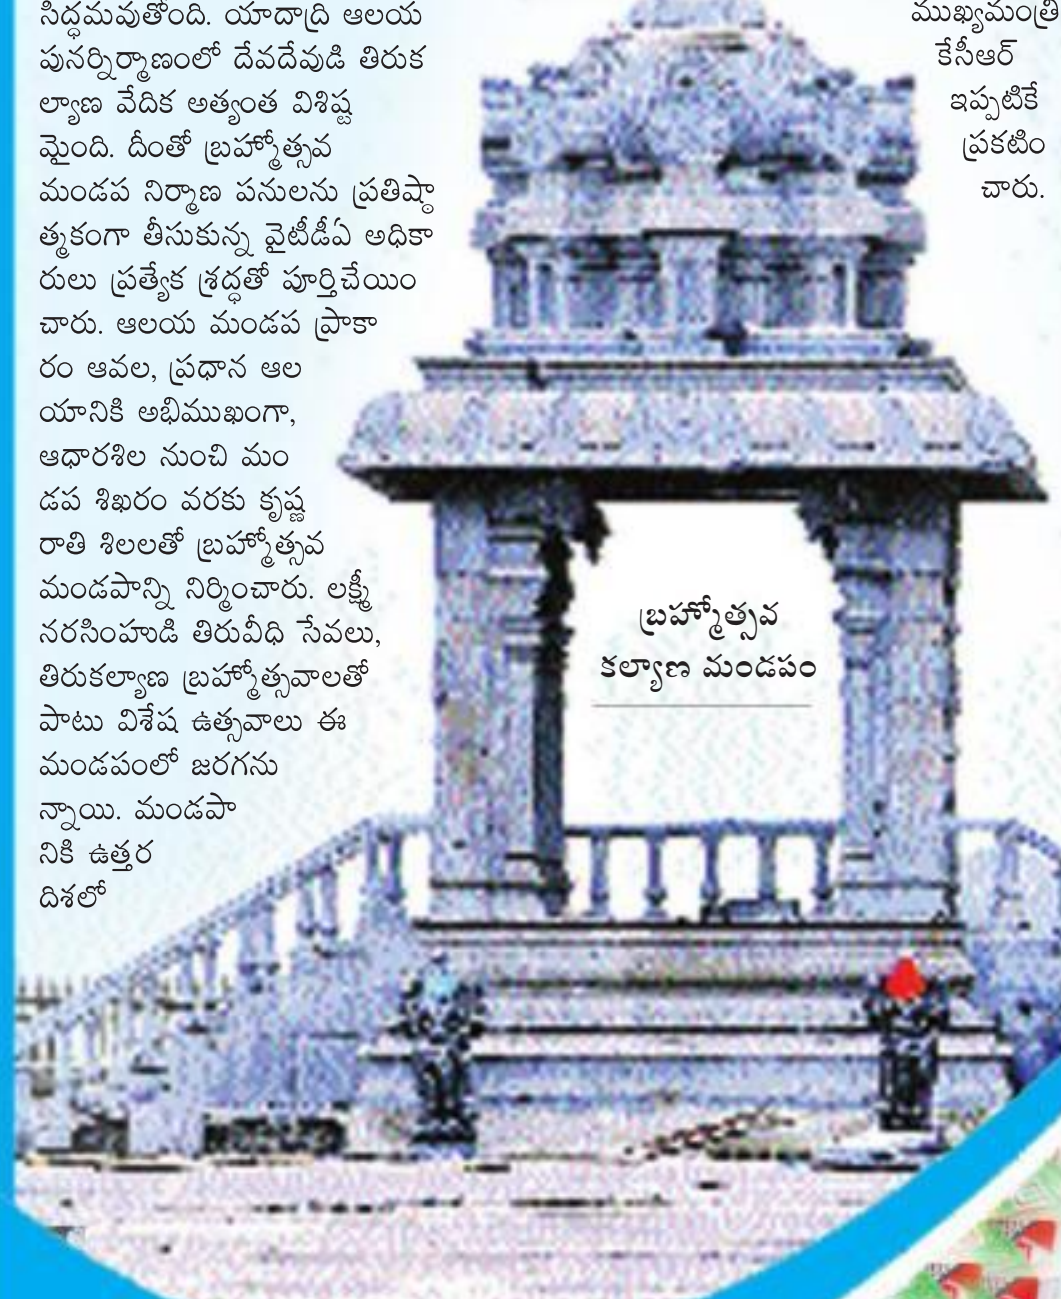 సిద్ధమవుతోంది. యాదాద్రి ఆలయ
పునర్నిర్మాణంలో దేవదేవుడి తిరుక
ల్యాణ వేదిక అత్యంత విశిష్ట
మైంది. దీంతో బ్రహ్మోత్సవ
మండప నిర్మాణ పనులను ప్రతిష్ఠా
త్మకంగా తీసుకున్న వైటీడీఏ అధికా
రులు ప్రత్యేక శ్రద్ధతో పూర్తిచేయిం
చారు. ఆలయ మండప ప్రాకా
రం ఆవల, ప్రధాన ఆల
యానికి అభిముఖంగా,
ఆధారశిల నుంచి మం
డప శిఖరం వరకు కృష్ణ
రాతి శిలలతో బ్రహ్మోత్సవ
మండపాన్ని నిర్మించారు. లక్ష్మీ
నరసింహుడి తిరువీధి సేవలు,
తిరుకల్యాణ బ్రహ్మోత్సవాలతో
పాటు విశేష ఉత్సవాలు ఈ
మండపంలో జరగను
న్నాయి. మండపా
నికి ఉత్తర
దిశలో
ముఖ్యమంత్రి
కేసీఆర్
ఇప్పటికే
ప్రకటిం
చారు.
బ్రహ్మోత్సవ
కల్యాణ మండపం